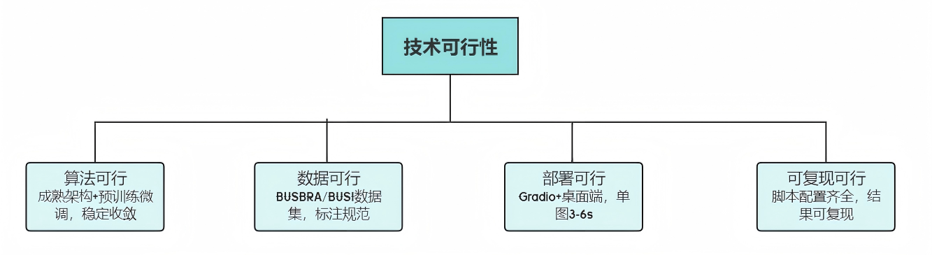 技术可行性
算法可行
成熟架构+预训练微
调，稳定收敛
数据可行
BUSBRA/BUSI数据
集，标注规范
部署可行
Gradio+桌面端，单
图3-6s
可复现可行
脚本配置齐全，结
果可复现